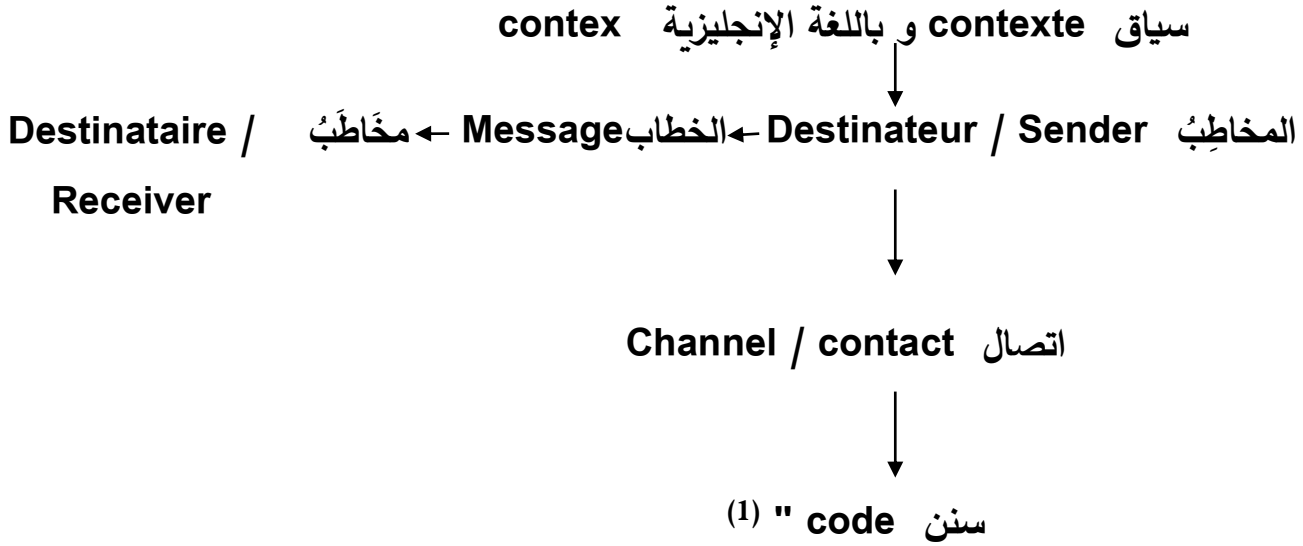 سياق contexte و باللغة الإنجليزية contex
المخاطِبُ Destinateur / Sender ← الخطاب Message ← مخَاطَبُ Destinataire /
Receiver
اتصال Channel / contact
سنن code " (1)